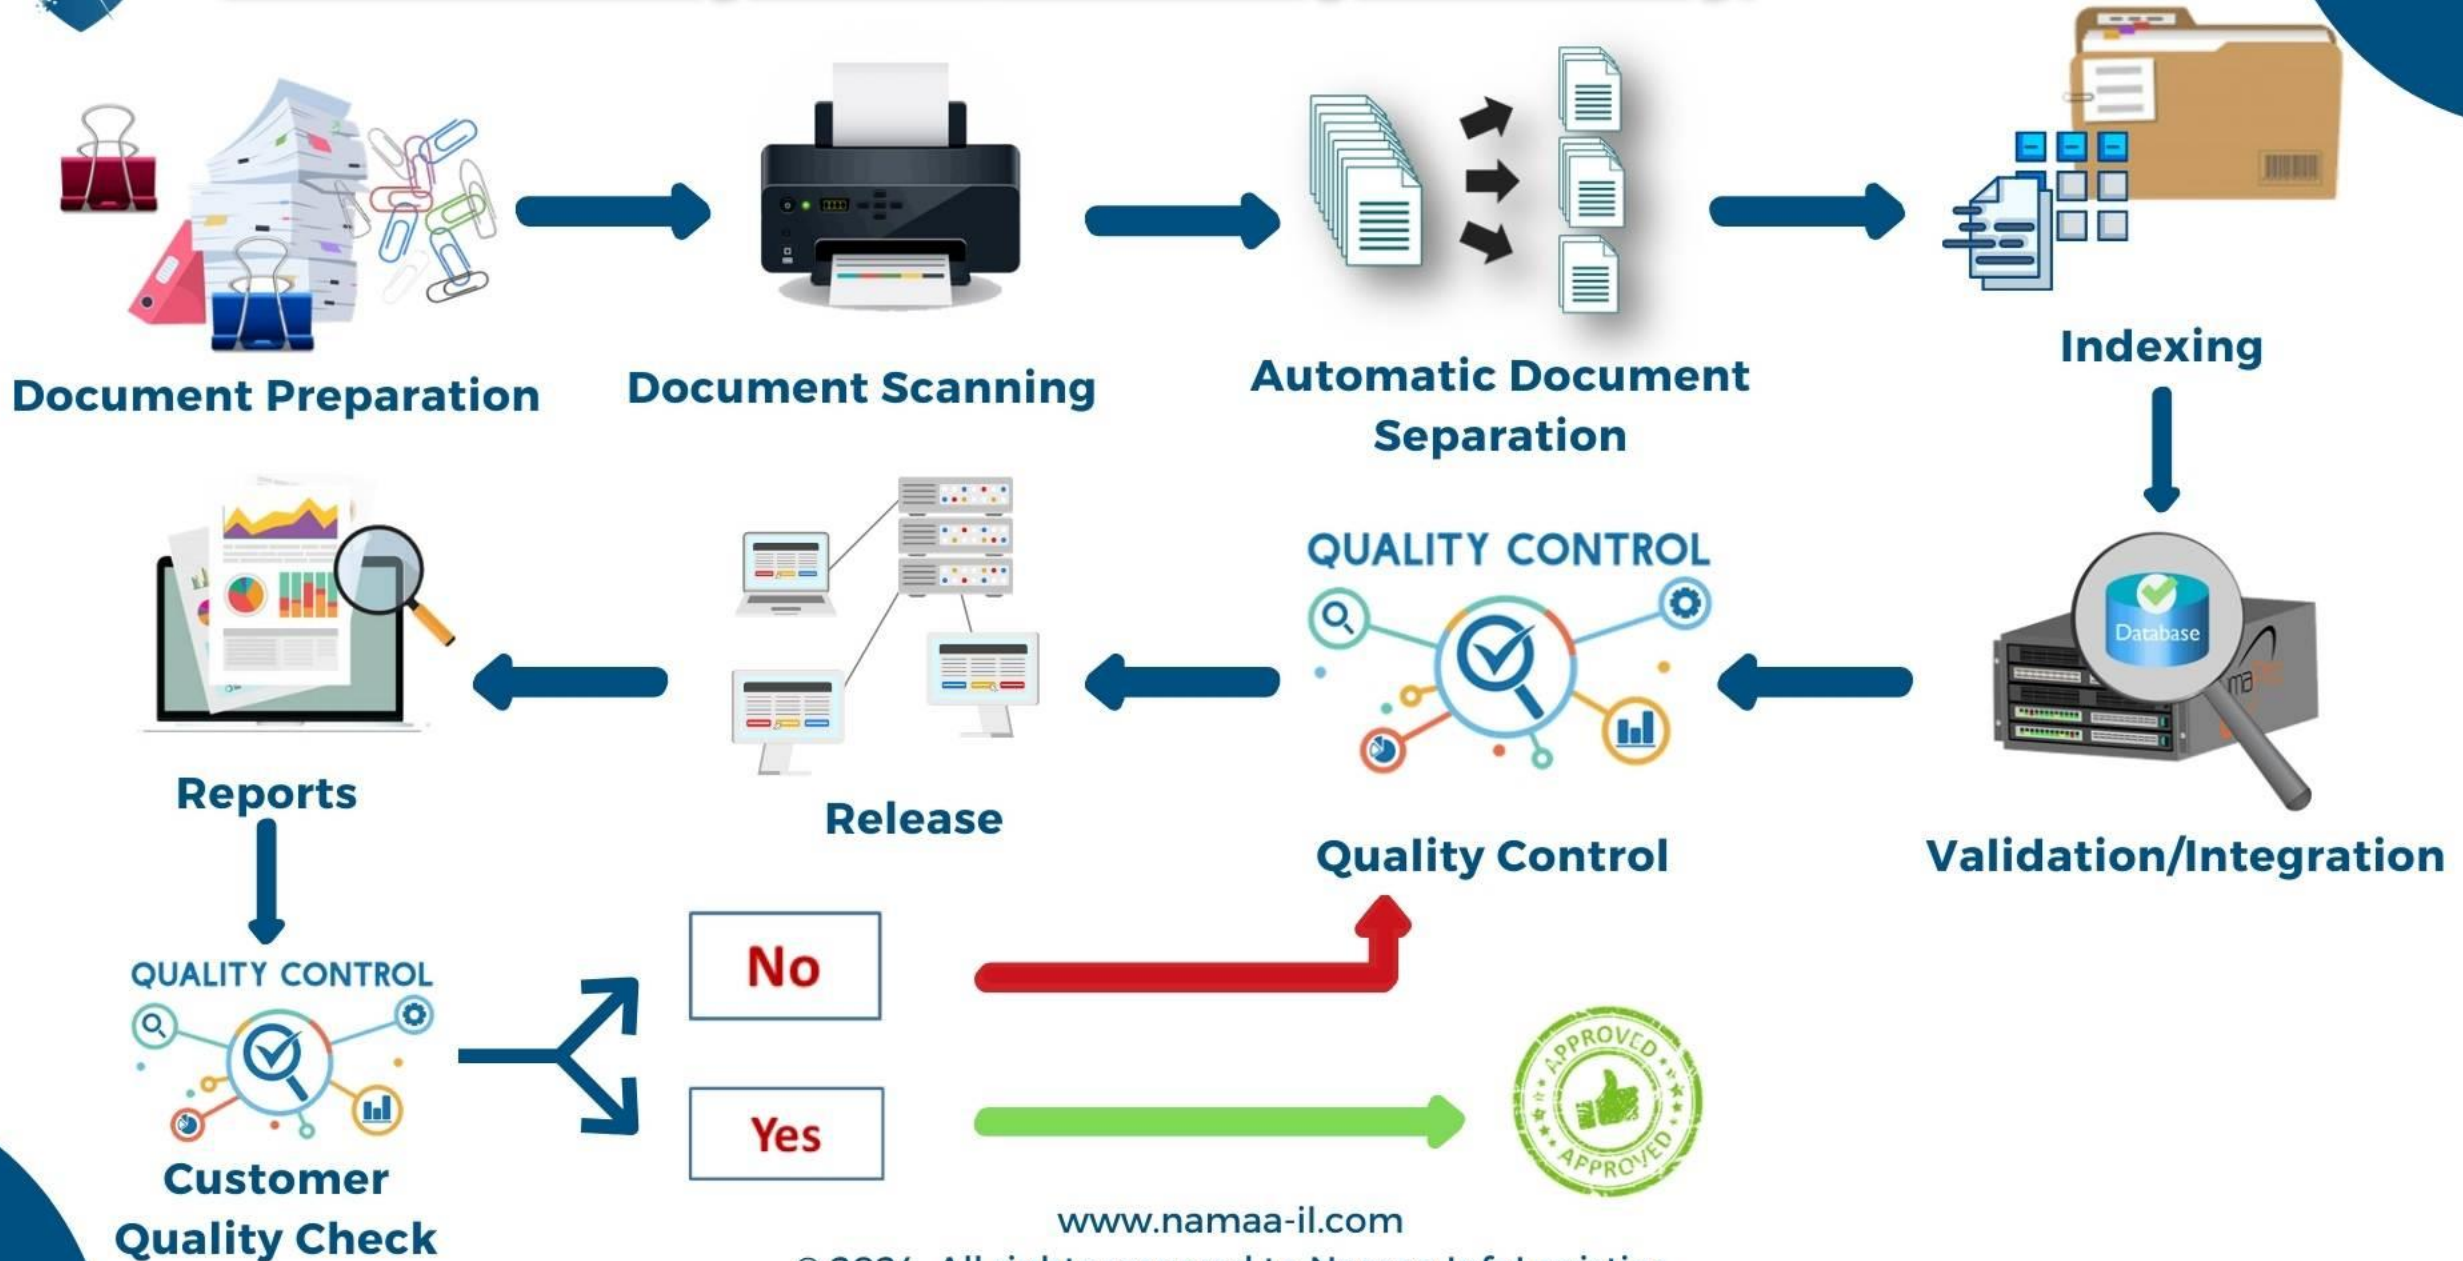 Document Preparation
Document Scanning
Automatic Document
Separation
Indexing
Database
Validation/Integration
QUALITY CONTROL
Quality Control
Release
Reports
QUALITY CONTROL
Customer
Quality Check
No
Yes
APPROVED
APPROVED
www.namaa-il.com